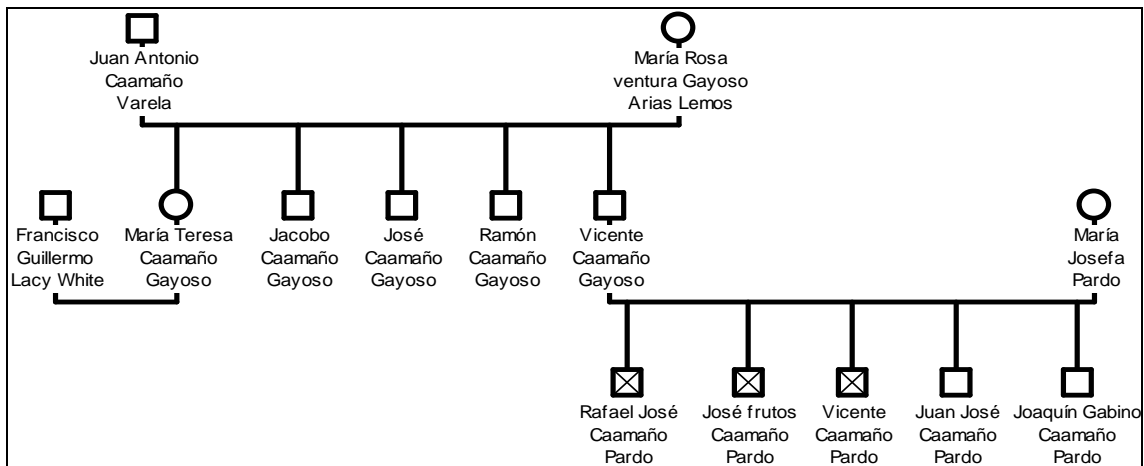 Juan Antonio
Caamaño
Varela
María Rosa
ventura Gayoso
Arias Lemos
Francisco
Guillermo
Lacy White
María Teresa
Caamaño
Gayoso
Jacobo
Caamaño
Gayoso
José
Caamaño
Gayoso
Ramón
Caamaño
Gayoso
Vicente
Caamaño
Gayoso
María
Josefa
Pardo
Rafael José
Caamaño
Pardo
José frutos
Caamaño
Pardo
Vicente
Caamaño
Pardo
Juan José
Caamaño
Pardo
Joaquín Gabino
Caamaño
Pardo